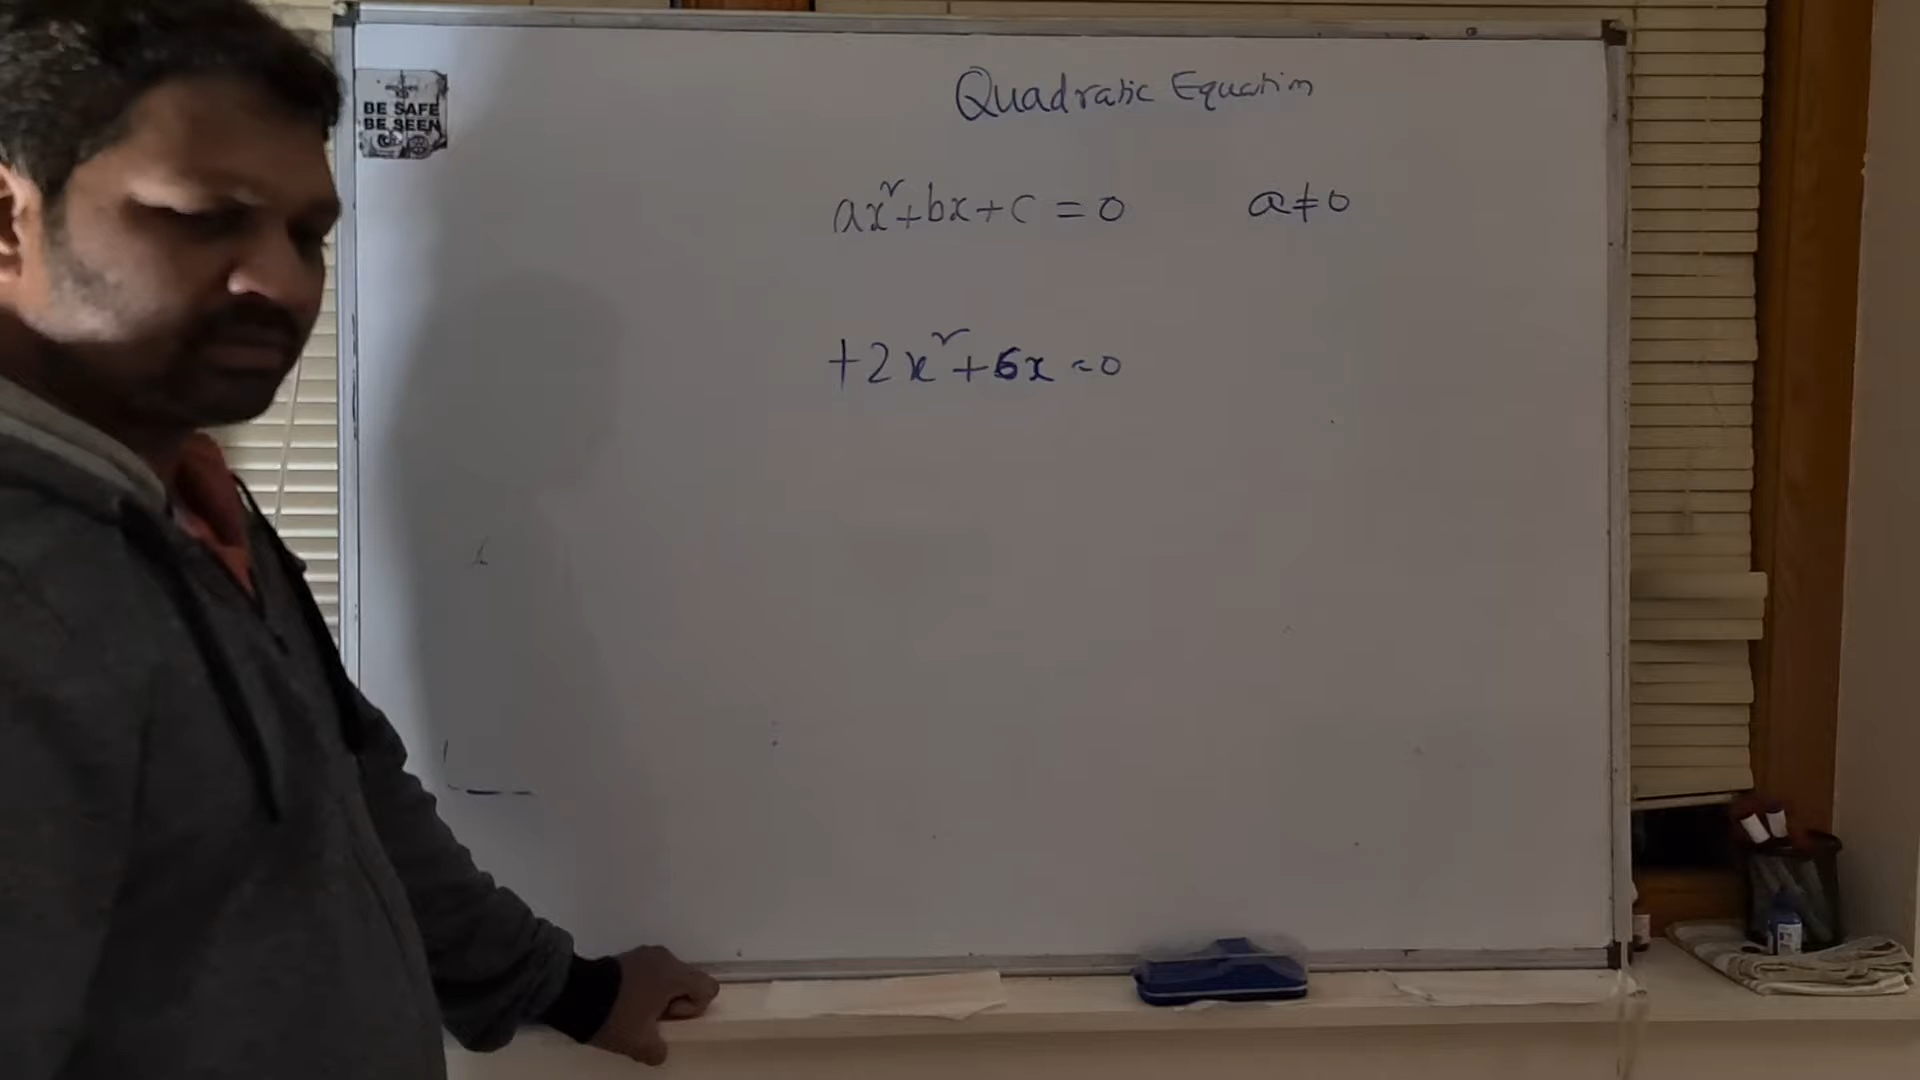 Quadratic Equation
BE SAFE
BE SEEN
ax²+bx+c=0 a≠0
+2x²+6x=0